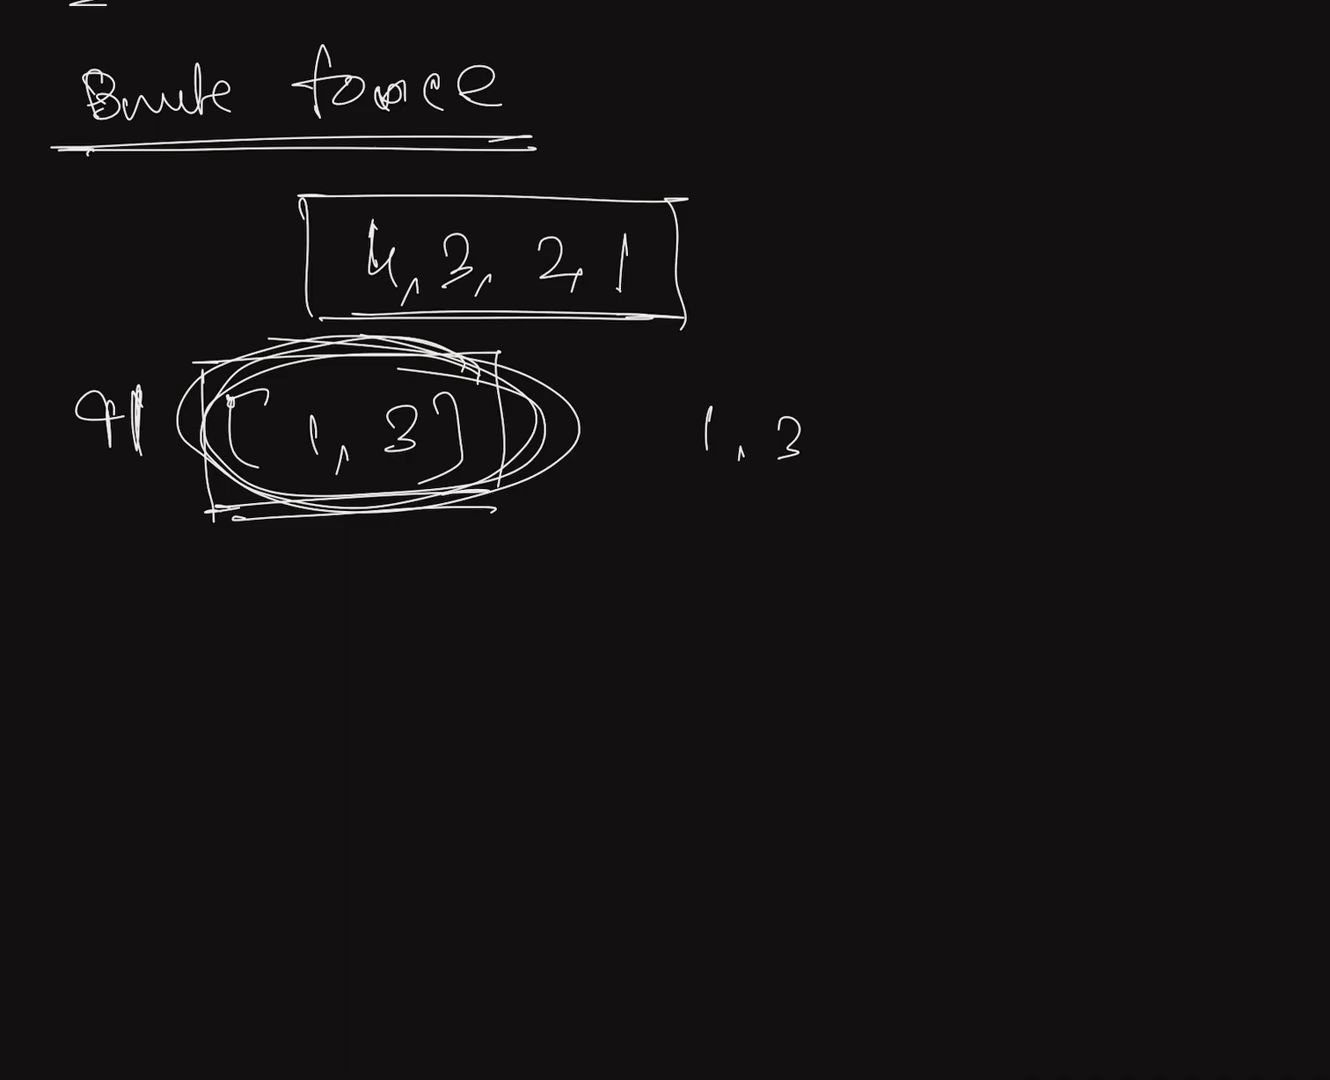 Brute force
4, 3, 2, 1
[1, 3] 1, 3